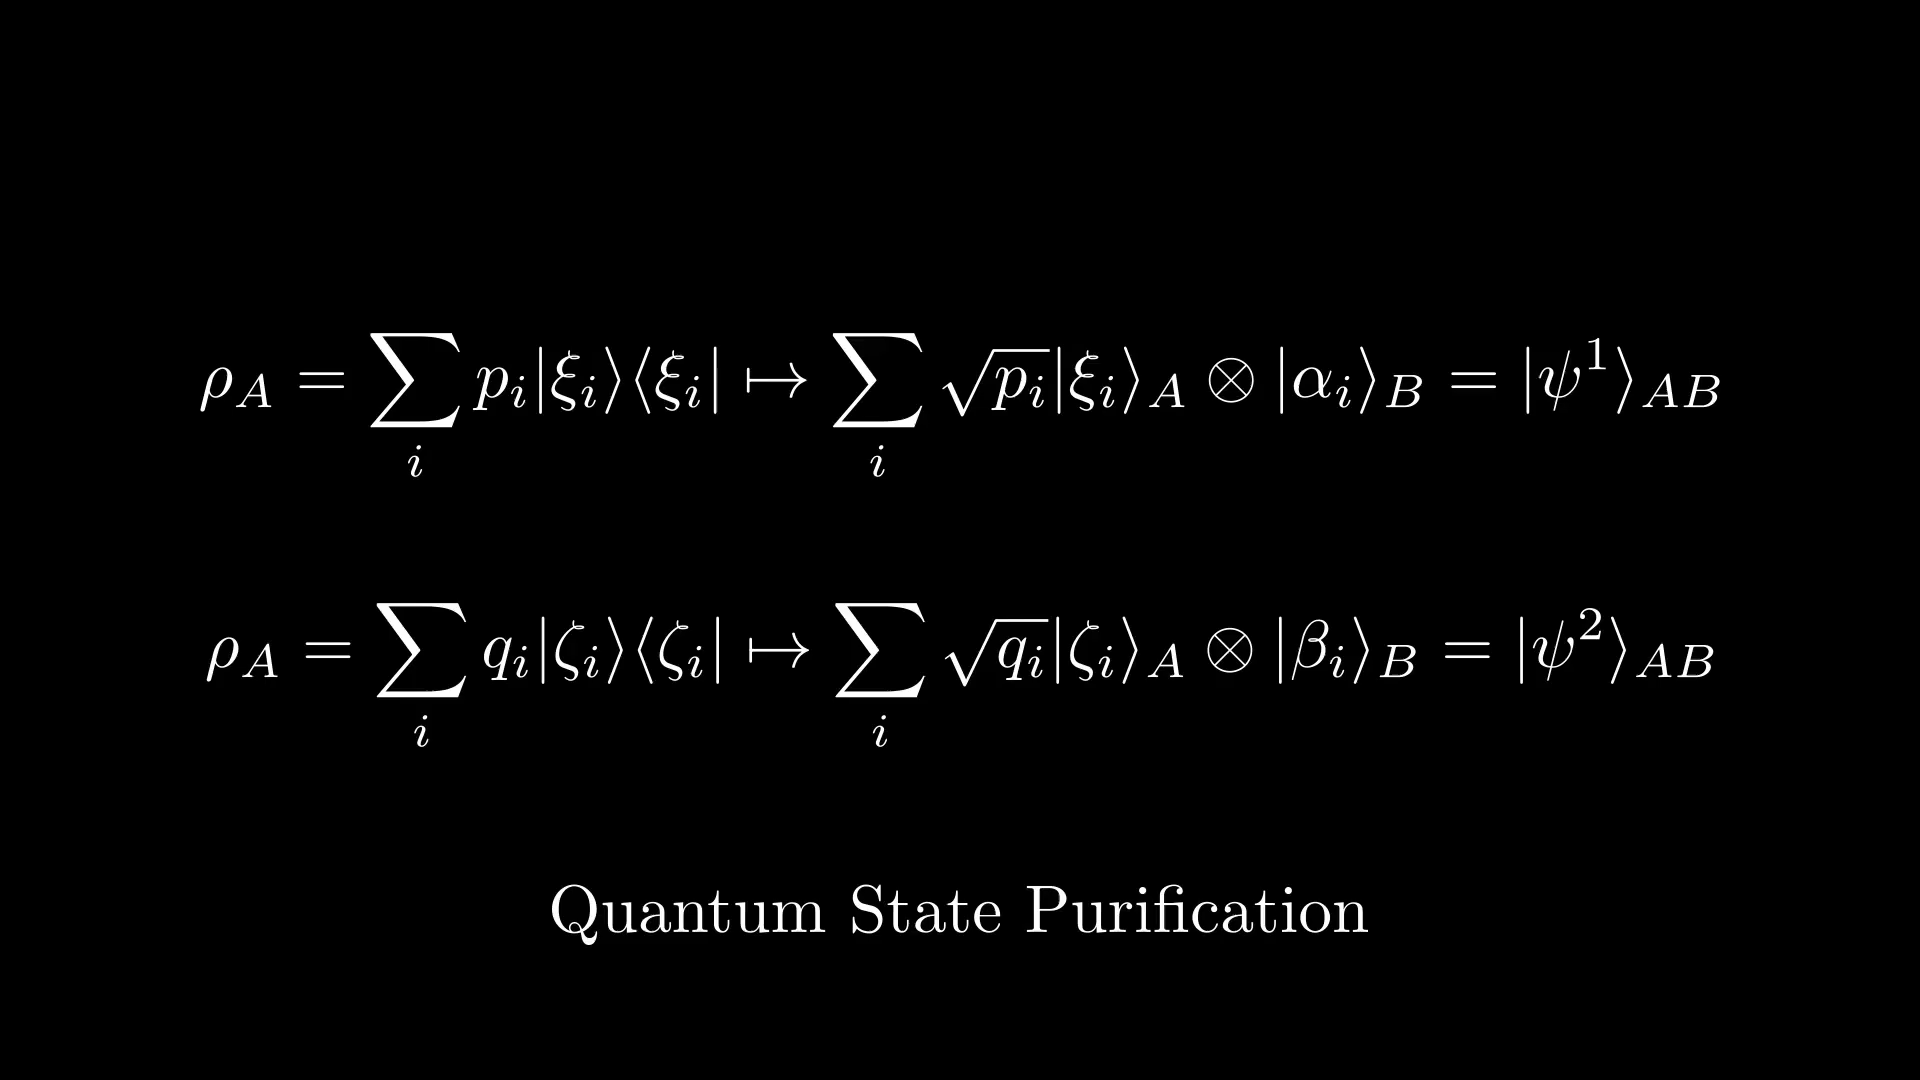 ρ_A = ∑_i p_i|ξ_i⟩⟨ξ_i| ↦ ∑_i √p_i|ξ_i⟩_A ⊗ |α_i⟩_B = |ψ^1⟩_AB
ρ_A = ∑_i q_i|ζ_i⟩⟨ζ_i| ↦ ∑_i √q_i|ζ_i⟩_A ⊗ |β_i⟩_B = |ψ^2⟩_AB
Quantum State Purification